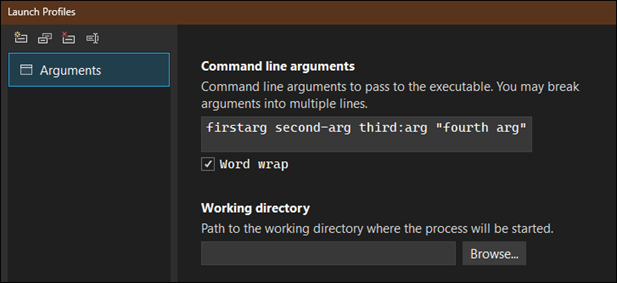 Launch Profiles
Arguments
Command line arguments
Command line arguments to pass to the executable. You may break
arguments into multiple lines.
firstarg second-arg third:arg "fourth arg"
Word wrap
Working directory
Path to the working directory where the process will be started.
Browse...